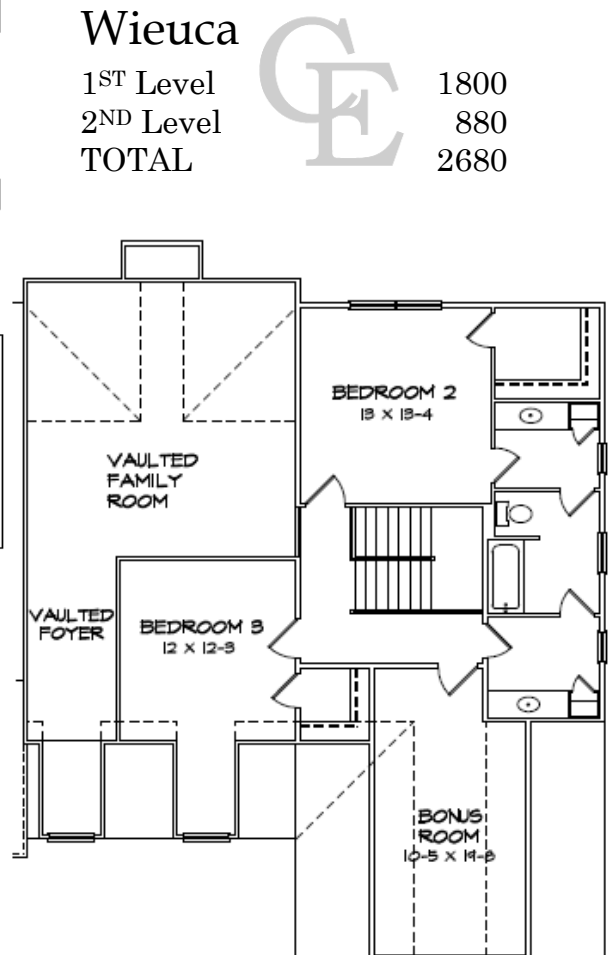 Wieuca
CE
1ST Level 1800
2ND Level 880
TOTAL 2680
BEDROOM 2
13 X 13-4
VAULTED
FAMILY
ROOM
VAULTED
FOYER
BEDROOM 3
12 X 12-3
BONUS
ROOM
10-5 X 19-8